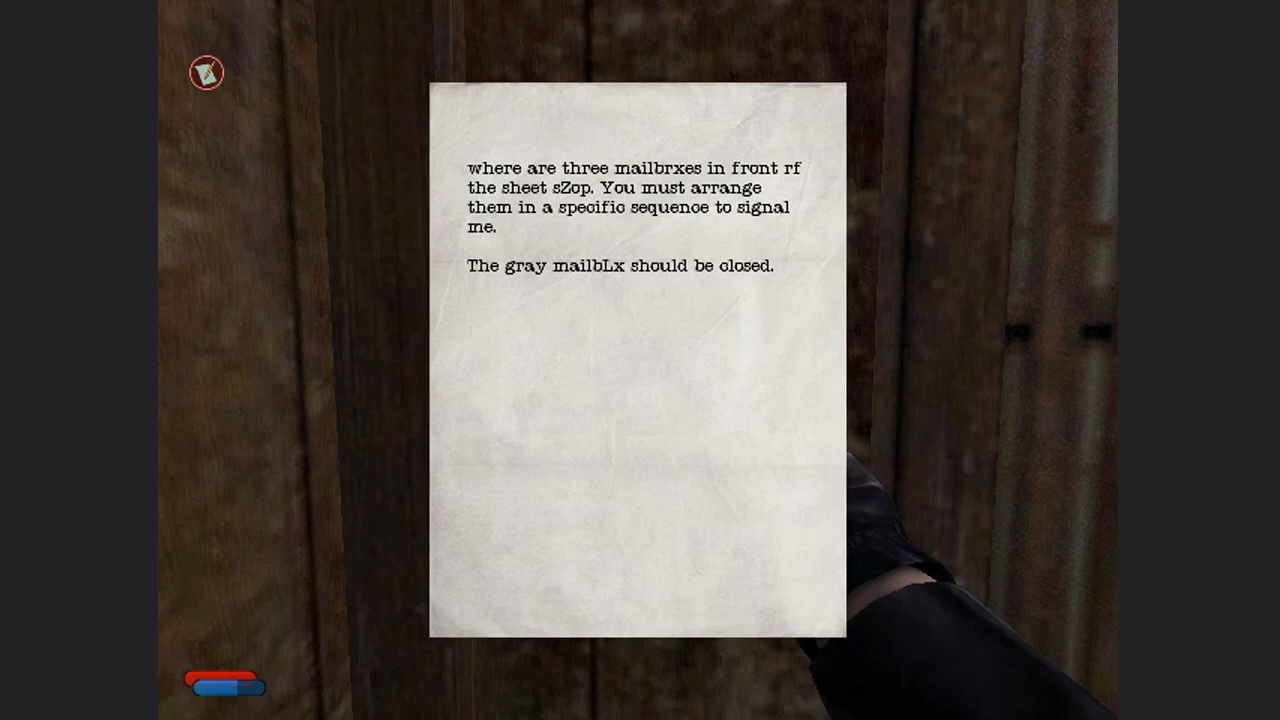 where are three mailbrxes in front rf
the sheet sZop. You must arrange
them in a specific sequence to signal
me.
The gray mailbLx should be closed.